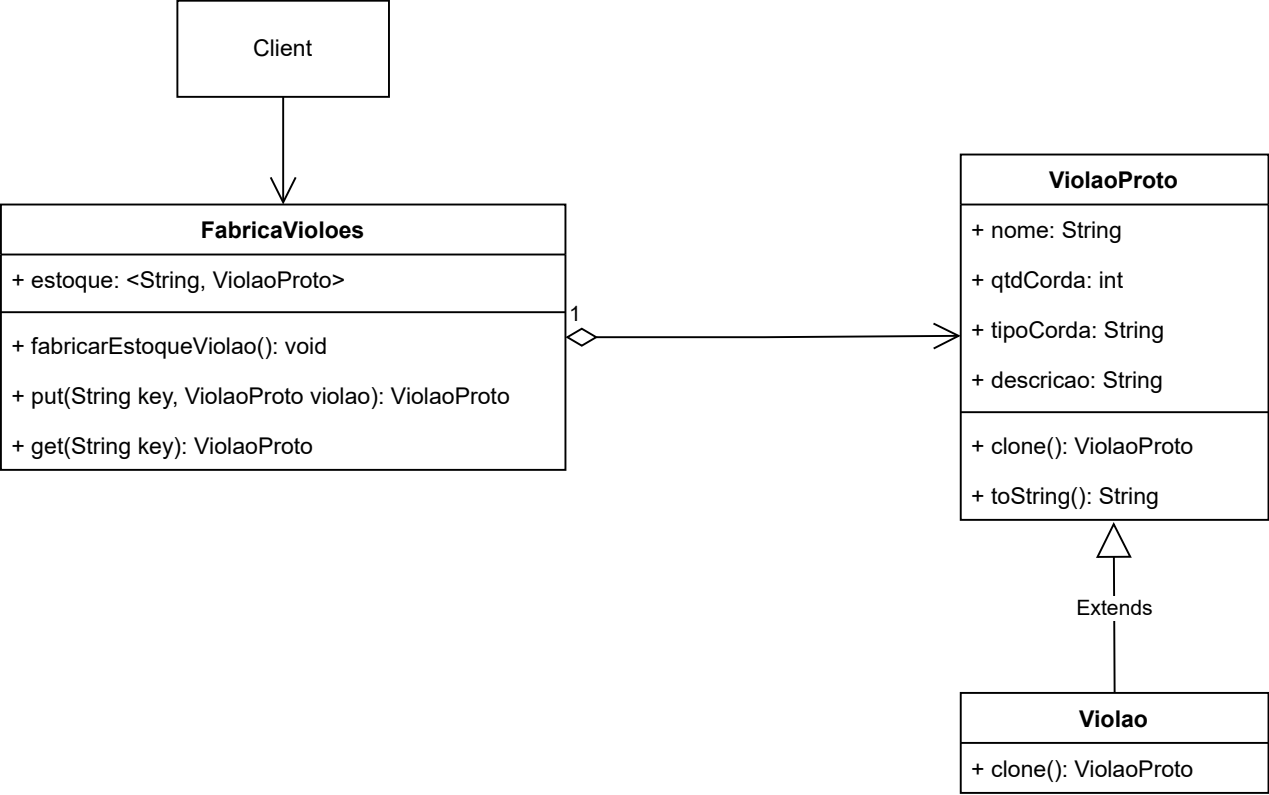 Client
FabricaVioloes
+ estoque: <String, ViolaoProto>
+ fabricarEstoqueViolao(): void
+ put(String key, ViolaoProto violao): ViolaoProto
+ get(String key): ViolaoProto
1
ViolaoProto
+ nome: String
+ qtdCorda: int
+ tipoCorda: String
+ descricao: String
+ clone(): ViolaoProto
+ toString(): String
Extends
Violao
+ clone(): ViolaoProto